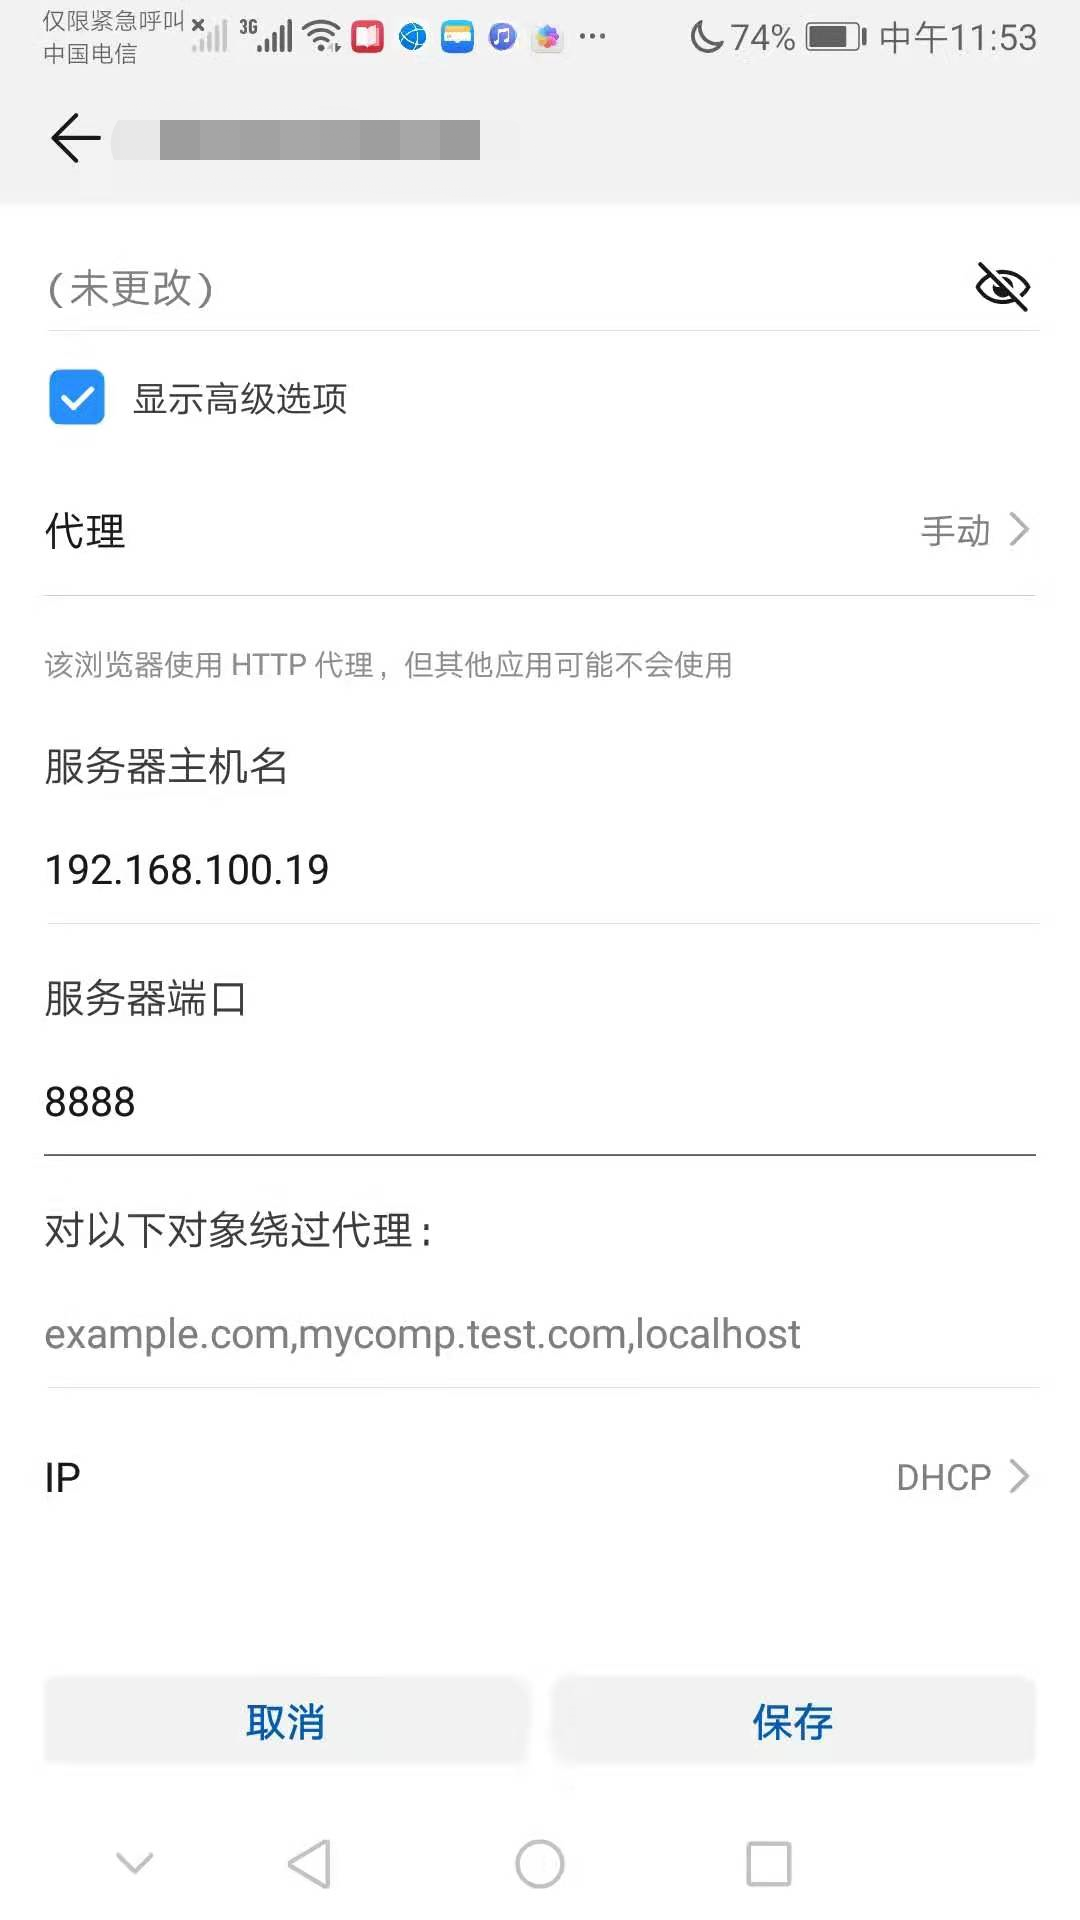 仅限紧急呼叫 3G 74% 中午11:53
中国电信
(未更改)
显示高级选项
代理 手动
该浏览器使用 HTTP 代理，但其他应用可能不会使用
服务器主机名
192.168.100.19
服务器端口
8888
对以下对象绕过代理：
example.com,mycomp.test.com,localhost
IP DHCP
取消 保存